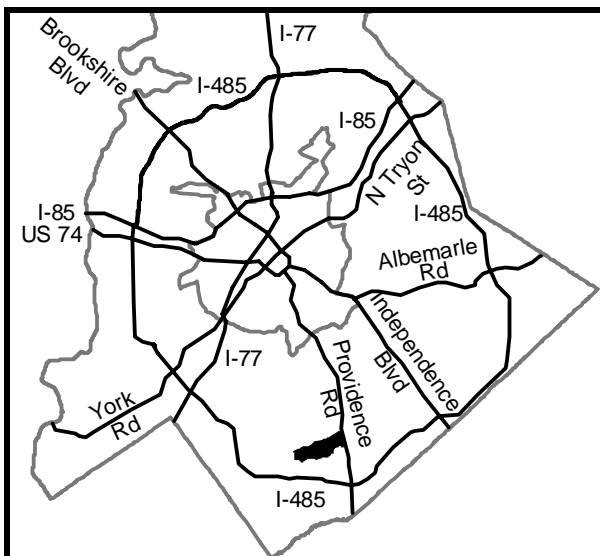 I-77
Brookshire
Blvd
I-485
I-85
N Tryon
St
I-85
US 74
I-485
Albemarle
Rd
Independence
Blvd
I-77
Providence
Rd
York
Rd
I-485